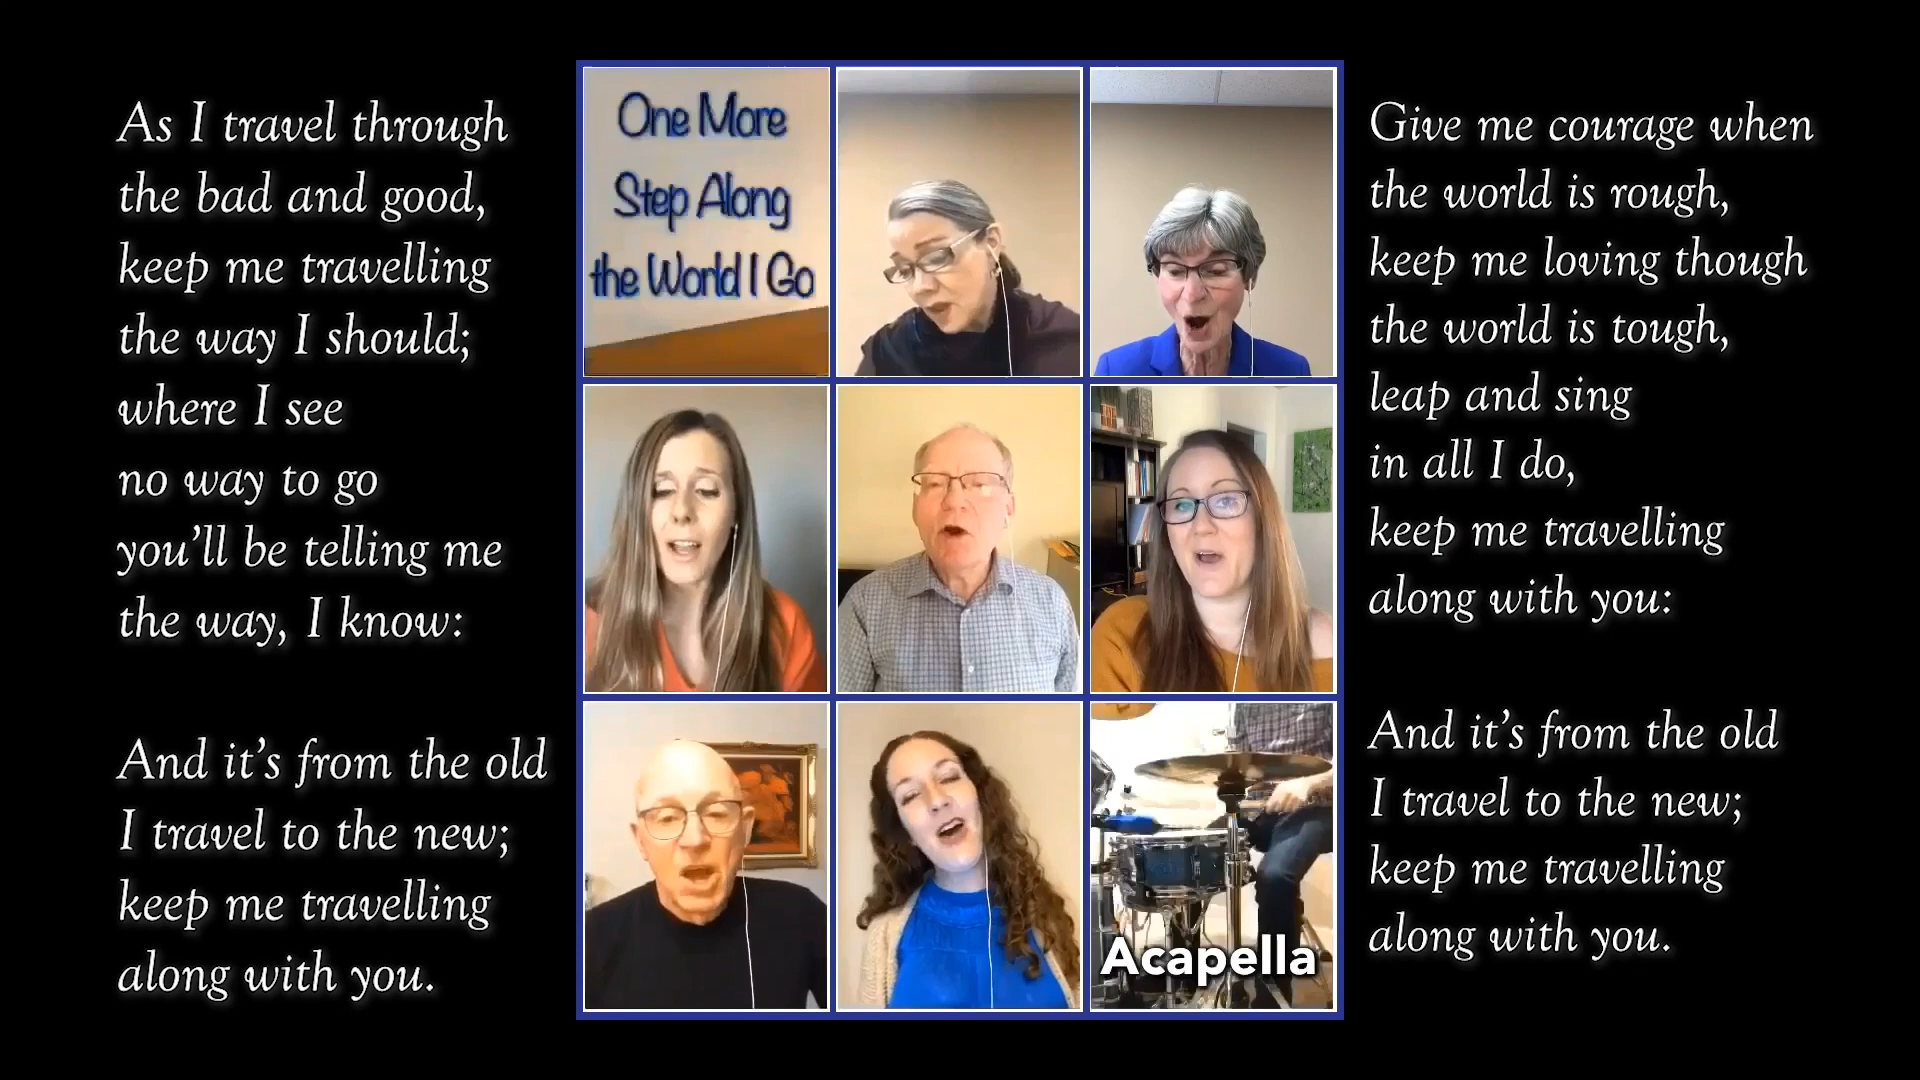 As I travel through
the bad and good,
keep me travelling
the way I should;
where I see
no way to go
you’ll be telling me
the way, I know:
And it’s from the old
I travel to the new;
keep me travelling
along with you.
One More
Step Along
the World I Go
Acapella
Give me courage when
the world is rough,
keep me loving though
the world is tough,
leap and sing
in all I do,
keep me travelling
along with you:
And it’s from the old
I travel to the new;
keep me travelling
along with you.